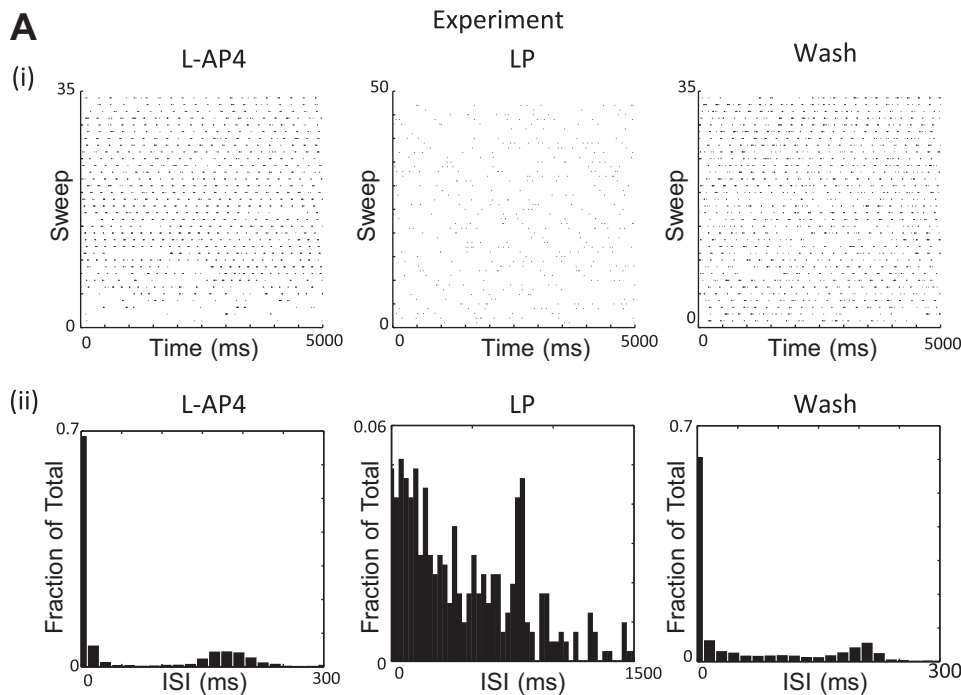 A
Experiment
L-AP4 LP Wash
(i)
35 50 35
Sweep Sweep Sweep
0 0 0
0 5000 0 5000 0 5000
Time (ms) Time (ms) Time (ms)
(ii)
L-AP4 LP Wash
0.7 0.06 0.7
Fraction of Total Fraction of Total Fraction of Total
0 0 0
0 300 0 1500 0 300
ISI (ms) ISI (ms) ISI (ms)